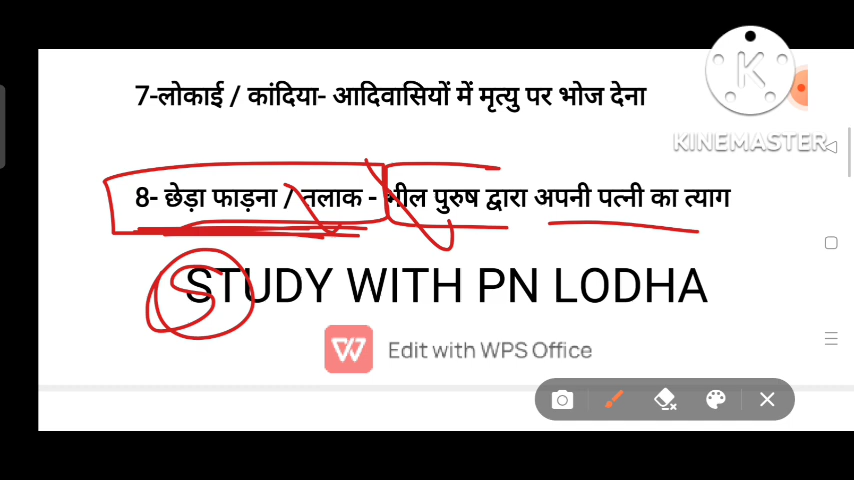 7-लोकाई / कांदिया- आदिवासियों में मृत्यु पर भोज देना
KINEMASTER
8- छेड़ा फाड़ना / तलाक - भील पुरुष द्वारा अपनी पत्नी का त्याग
STUDY WITH PN LODHA
Edit with WPS Office